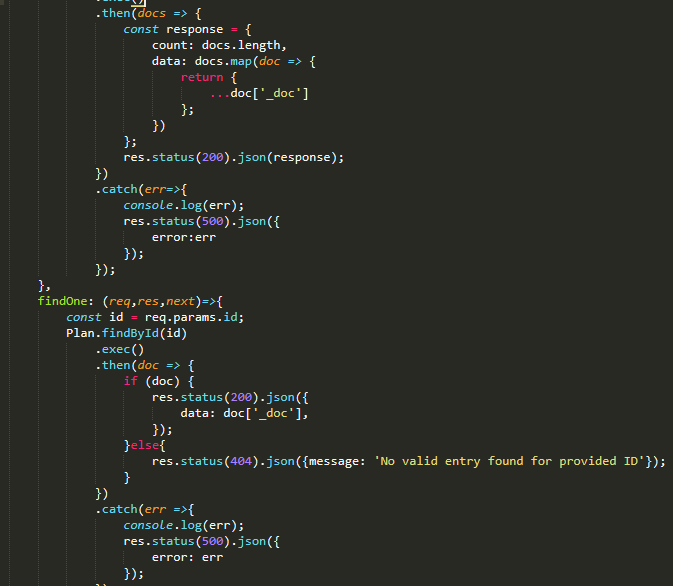 .exec()
.then(docs => {
const response = {
count: docs.length,
data: docs.map(doc => {
return {
...doc['_doc']
};
})
};
res.status(200).json(response);
})
.catch(err=>{
console.log(err);
res.status(500).json({
error:err
});
});
},
findOne: (req,res,next)=>{
const id = req.params.id;
Plan.findById(id)
.exec()
.then(doc => {
if (doc) {
res.status(200).json({
data: doc['_doc'],
});
}else{
res.status(404).json({message: 'No valid entry found for provided ID'});
}
})
.catch(err =>{
console.log(err);
res.status(500).json({
error: err
});